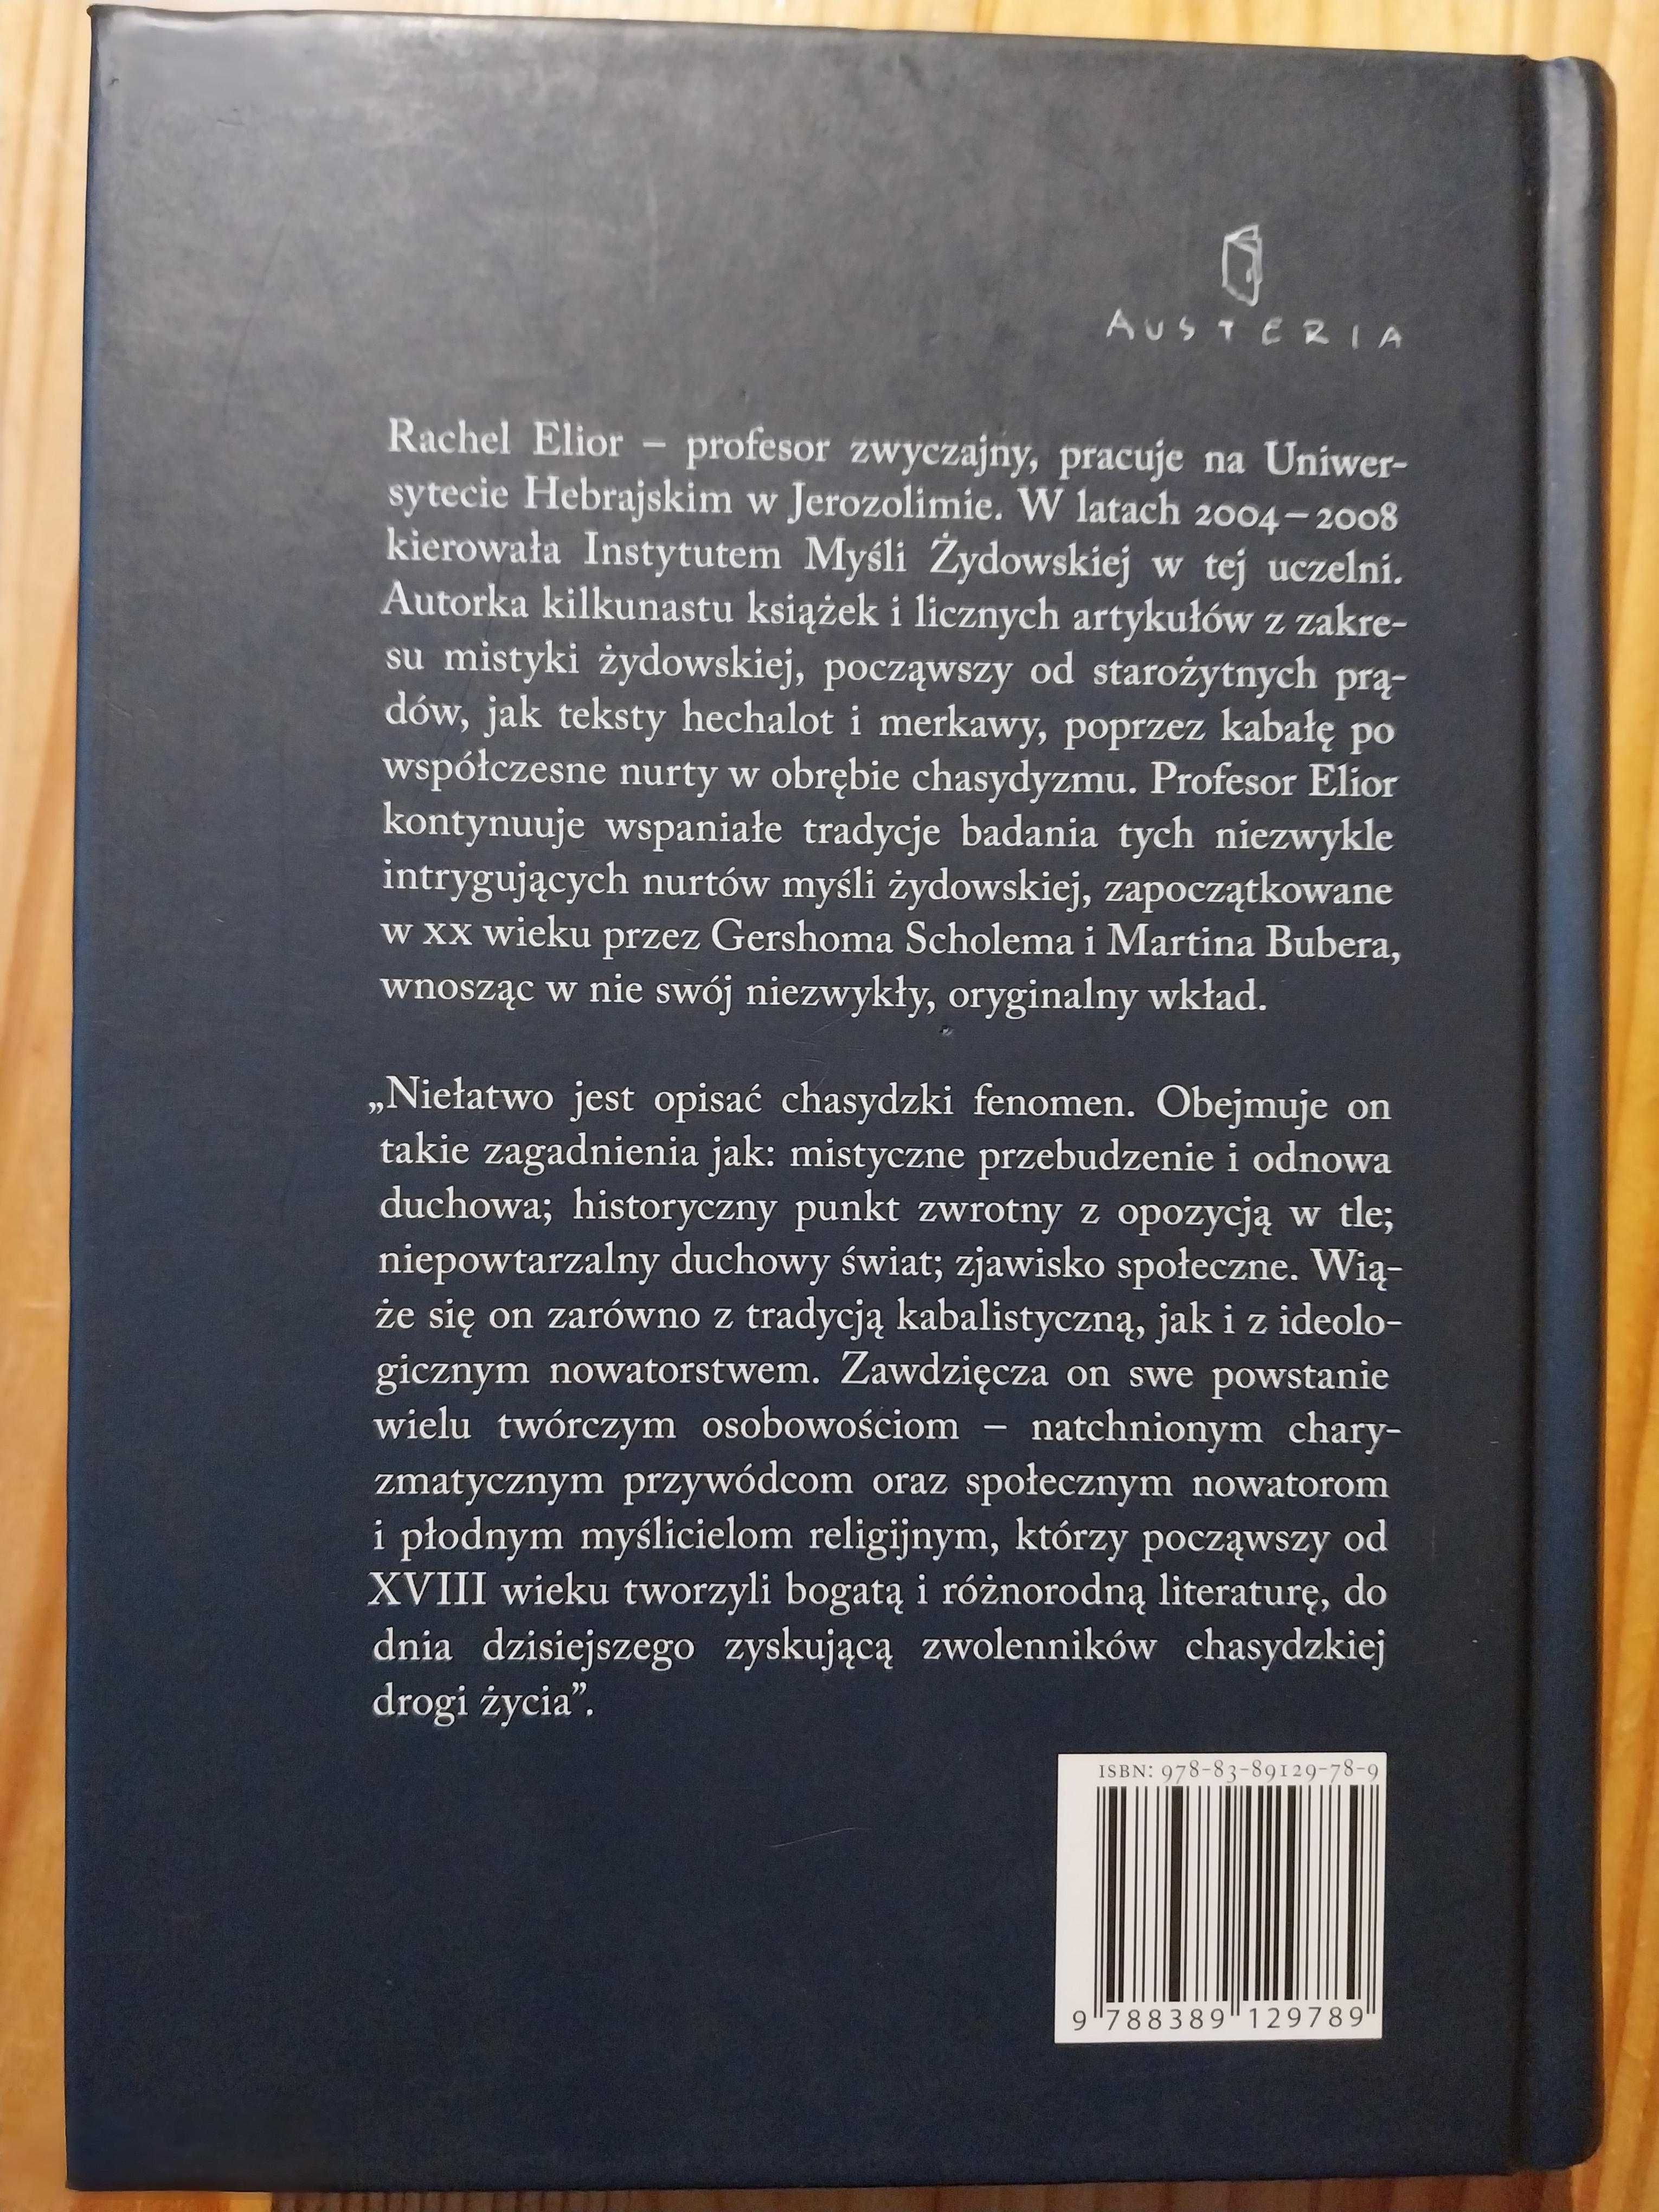 AUSTERIA
Rachel Elior – profesor zwyczajny, pracuje na Uniwer-
sytecie Hebrajskim w Jerozolimie. W latach 2004–2008
kierowała Instytutem Myśli Żydowskiej w tej uczelni.
Autorka kilkunastu książek i licznych artykułów z zakre-
su mistyki żydowskiej, począwszy od starożytnych prą-
dów, jak teksty hechalot i merkawy, poprzez kabałę po
współczesne nurty w obrębie chasydyzmu. Profesor Elior
kontynuuje wspaniałe tradycje badania tych niezwykle
intrygujących nurtów myśli żydowskiej, zapoczątkowane
w XX wieku przez Gershoma Scholema i Martina Bubera,
wnosząc w nie swój niezwykły, oryginalny wkład.
„Niełatwo jest opisać chasydzki fenomen. Obejmuje on
takie zagadnienia jak: mistyczne przebudzenie i odnowa
duchowa; historyczny punkt zwrotny z opozycją w tle;
niepowtarzalny duchowy świat; zjawisko społeczne. Wią-
że się on zarówno z tradycją kabalistyczną, jak i z ideolo-
gicznym nowatorstwem. Zawdzięcza on swe powstanie
wielu twórczym osobowościom – natchnionym chary-
zmatycznym przywódcom oraz społecznym nowatorom
i płodnym myślicielom religijnym, którzy począwszy od
XVIII wieku tworzyli bogatą i różnorodną literaturę, do
dnia dzisiejszego zyskującą zwolenników chasydzkiej
drogi życia”.
ISBN: 978-83-89129-78-9
9 788389 129789